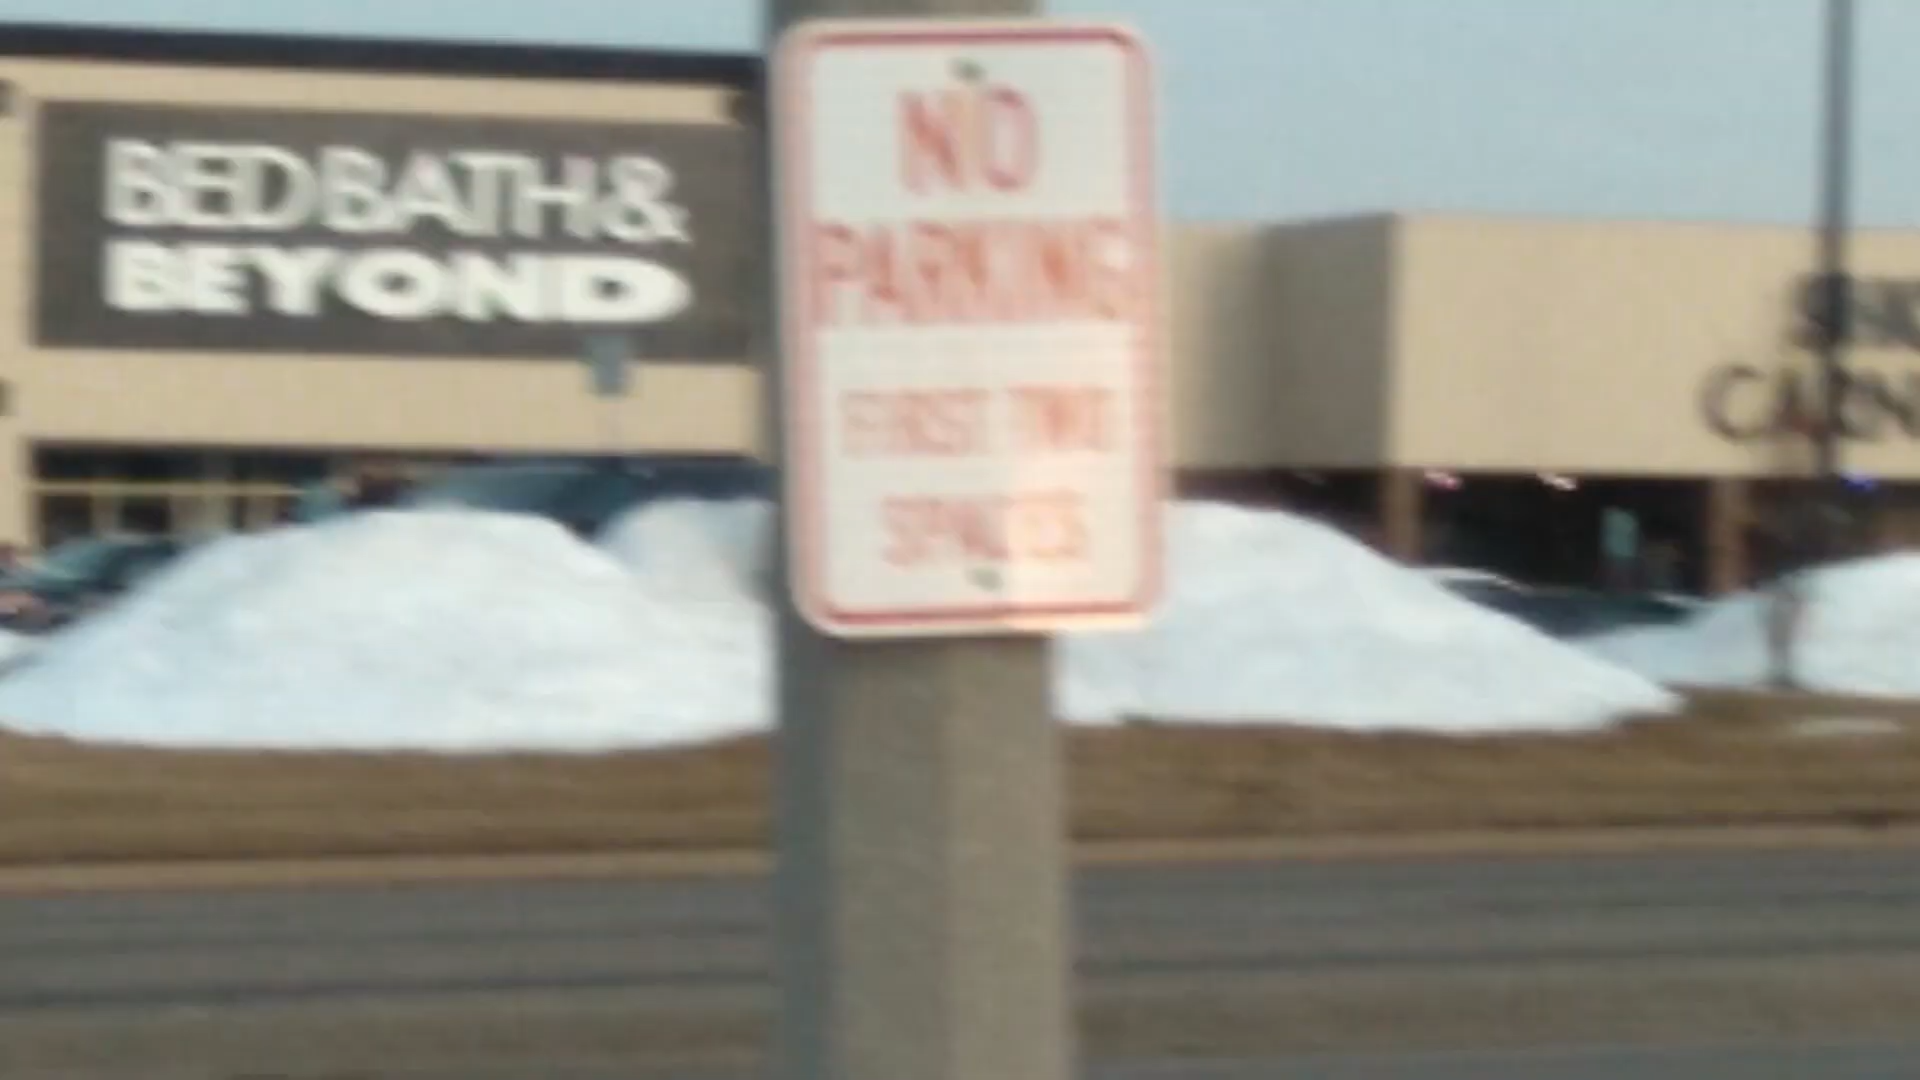 BED BATH &
BEYOND
NO
PARKING
FIRST TWO
SPACES